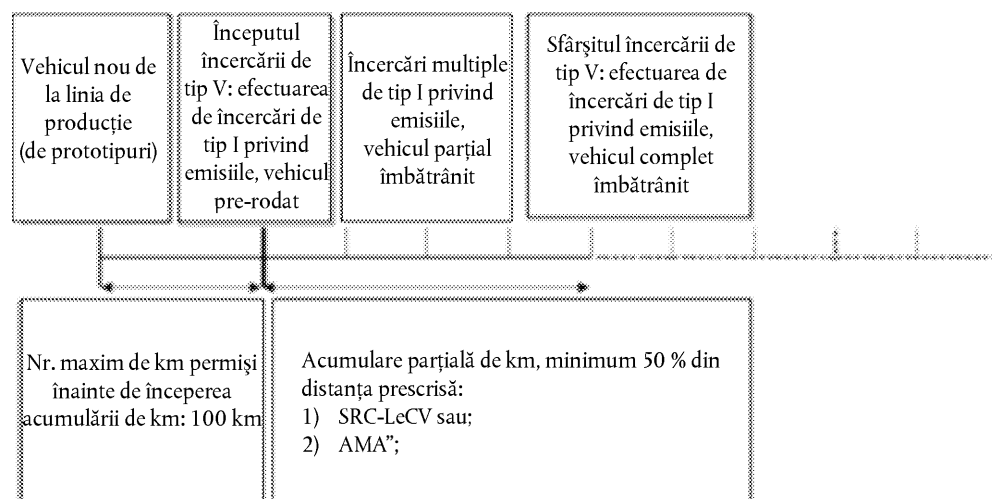 Vehicul nou de
la linia de
producție
(de prototipuri)
Începutul
încercării de
tip V: efectuarea
de încercări de
tip I privind
emisiile, vehicul
pre-rodat
Încercări multiple
de tip I privind
emisiile,
vehicul parțial
îmbătrânit
Sfârşitul încercării de
tip V: efectuarea de
încercări de tip I
privind emisiile,
vehicul complet
îmbătrânit
Nr. maxim de km permişi
înainte de începerea
acumulării de km: 100 km
Acumulare parțială de km, minimum 50 % din
distanța prescrisă:
1) SRC-LeCV sau;
2) AMA”;